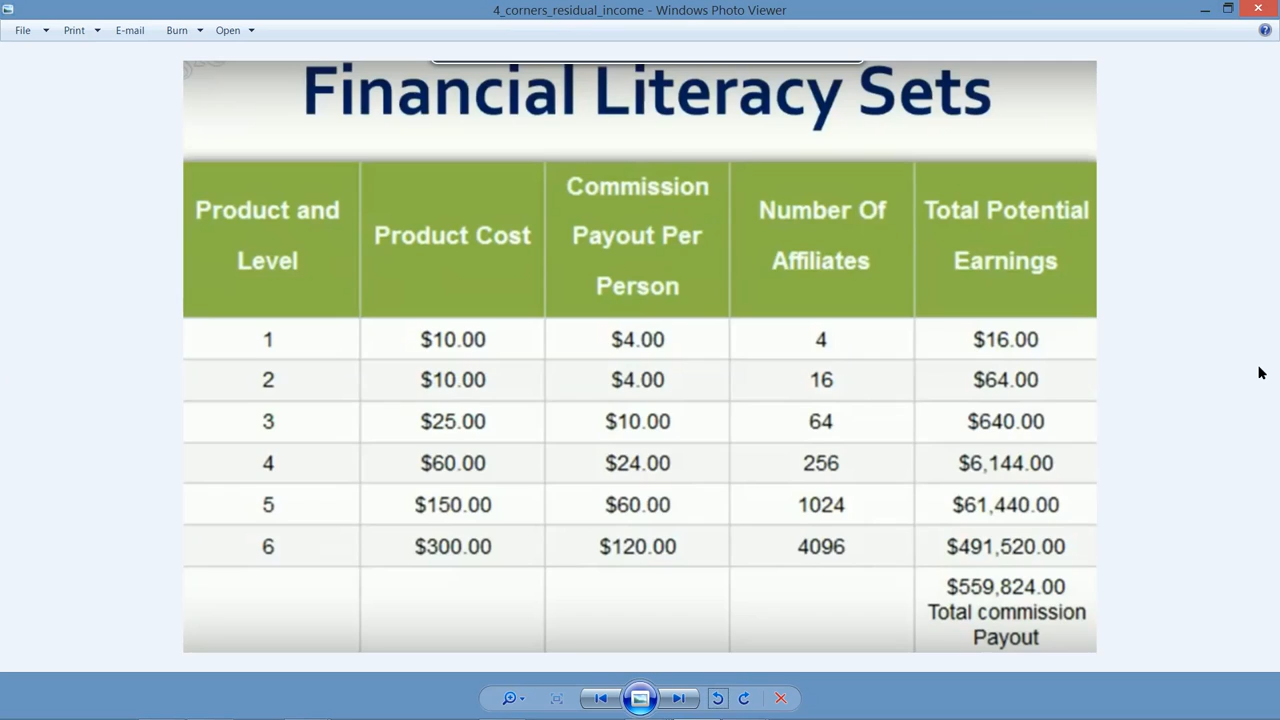 4_corners_residual_income - Windows Photo Viewer
File Print E-mail Burn Open
Financial Literacy Sets
Product and Level Product Cost Commission Payout Per Person Number Of Affiliates Total Potential Earnings
1 $10.00 $4.00 4 $16.00
2 $10.00 $4.00 16 $64.00
3 $25.00 $10.00 64 $640.00
4 $60.00 $24.00 256 $6,144.00
5 $150.00 $60.00 1024 $61,440.00
6 $300.00 $120.00 4096 $491,520.00
$559,824.00
Total commission
Payout